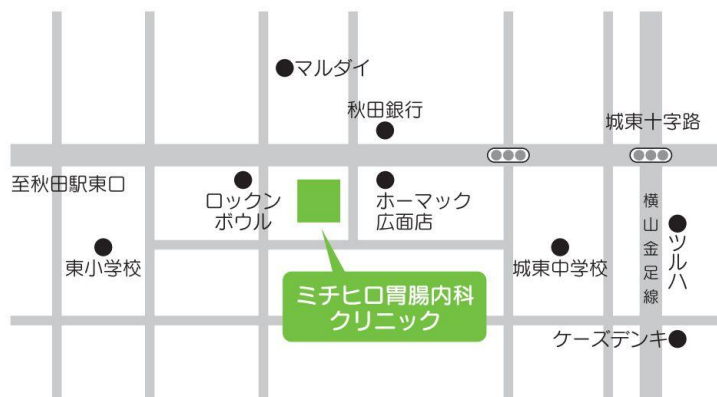 マルダイ
秋田銀行
城東十字路
至秋田駅東口
ロックン
ボウル
ホーマック
広面店
横山金足線
ツルハ
東小学校
城東中学校
ミチヒロ胃腸内科
クリニック
ケーズデンキ